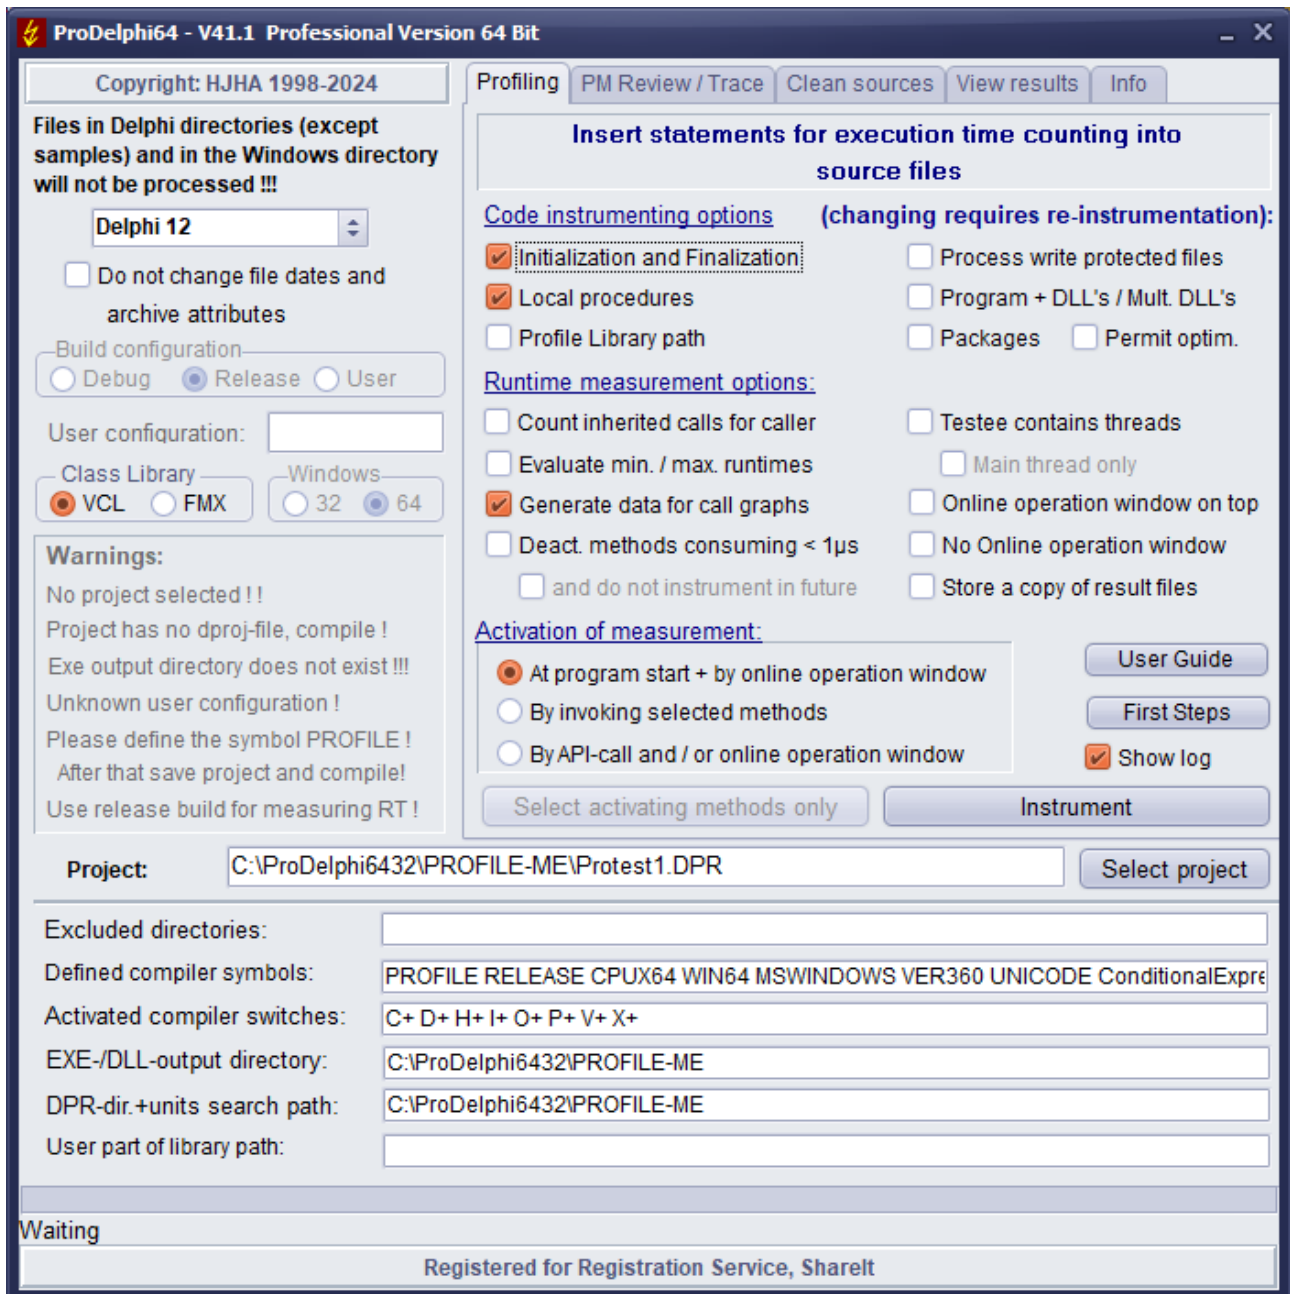 ProDelphi64 - V41.1 Professional Version 64 Bit
Copyright: HJHA 1998-2024
Files in Delphi directories (except
samples) and in the Windows directory
will not be processed !!!
Delphi 12
Do not change file dates and
archive attributes
Build configuration
Debug Release User
User configuration:
Class Library
VCL FMX
Windows
32 64
Warnings:
No project selected ! !
Project has no dproj-file, compile !
Exe output directory does not exist !!!
Unknown user configuration !
Please define the symbol PROFILE !
After that save project and compile!
Use release build for measuring RT !
Profiling PM Review / Trace Clean sources View results Info
Insert statements for execution time counting into
source files
Code instrumenting options (changing requires re-instrumentation):
Initialization and Finalization Process write protected files
Local procedures Program + DLL's / Mult. DLL's
Profile Library path Packages Permit optim.
Runtime measurement options:
Count inherited calls for caller Testee contains threads
Evaluate min. / max. runtimes Main thread only
Generate data for call graphs Online operation window on top
Deact. methods consuming < 1µs No Online operation window
and do not instrument in future Store a copy of result files
Activation of measurement:
At program start + by online operation window
By invoking selected methods
By API-call and / or online operation window
User Guide
First Steps
Show log
Select activating methods only Instrument
Project: C:\ProDelphi6432\PROFILE-ME\Protest1.DPR Select project
Excluded directories:
Defined compiler symbols: PROFILE RELEASE CPUX64 WIN64 MSWINDOWS VER360 UNICODE ConditionalExpre
Activated compiler switches: C+ D+ H+ I+ O+ P+ V+ X+
EXE-/DLL-output directory: C:\ProDelphi6432\PROFILE-ME
DPR-dir.+units search path: C:\ProDelphi6432\PROFILE-ME
User part of library path:
Waiting
Registered for Registration Service, ShareIt